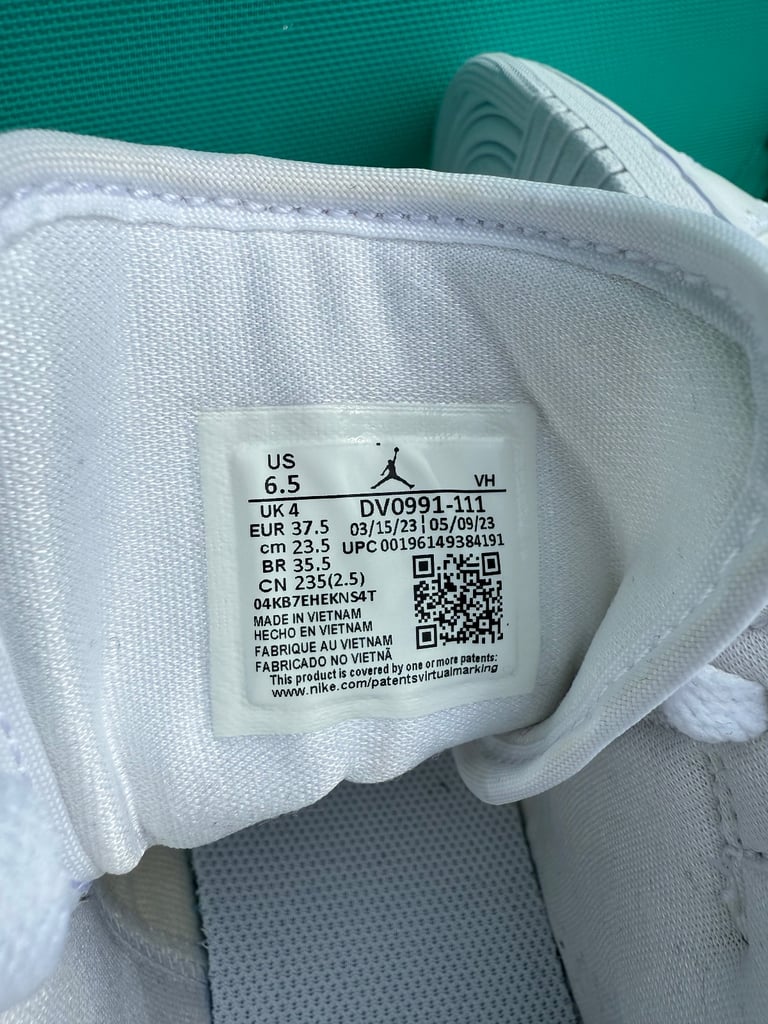 US
6.5
VH
UK 4
DV0991-111
EUR 37.5
03/15/23 | 05/09/23
cm 23.5
UPC 00196149384191
BR 35.5
CN 235(2.5)
04KB7EHEKNS4T
MADE IN VIETNAM
HECHO EN VIETNAM
FABRIQUE AU VIETNAM
FABRICADO NO VIETNÃ
This product is covered by one or more patents:
www.nike.com/patentsvirtualmarking